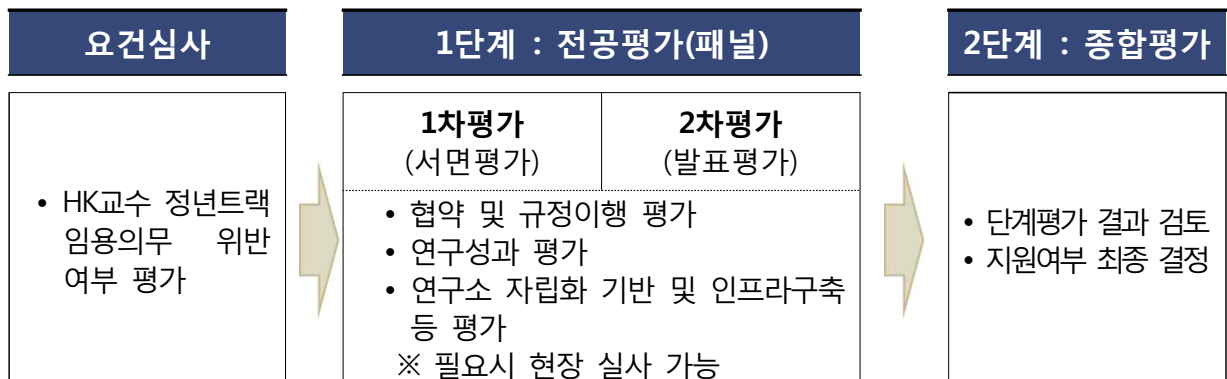 요건심사
• HK교수 정년트랙
임용의무 위반
여부 평가
1단계 : 전공평가(패널)
1차평가
(서면평가)
2차평가
(발표평가)
• 협약 및 규정이행 평가
• 연구성과 평가
• 연구소 자립화 기반 및 인프라구축
등 평가
※ 필요시 현장 실사 가능
2단계 : 종합평가
• 단계평가 결과 검토
• 지원여부 최종 결정